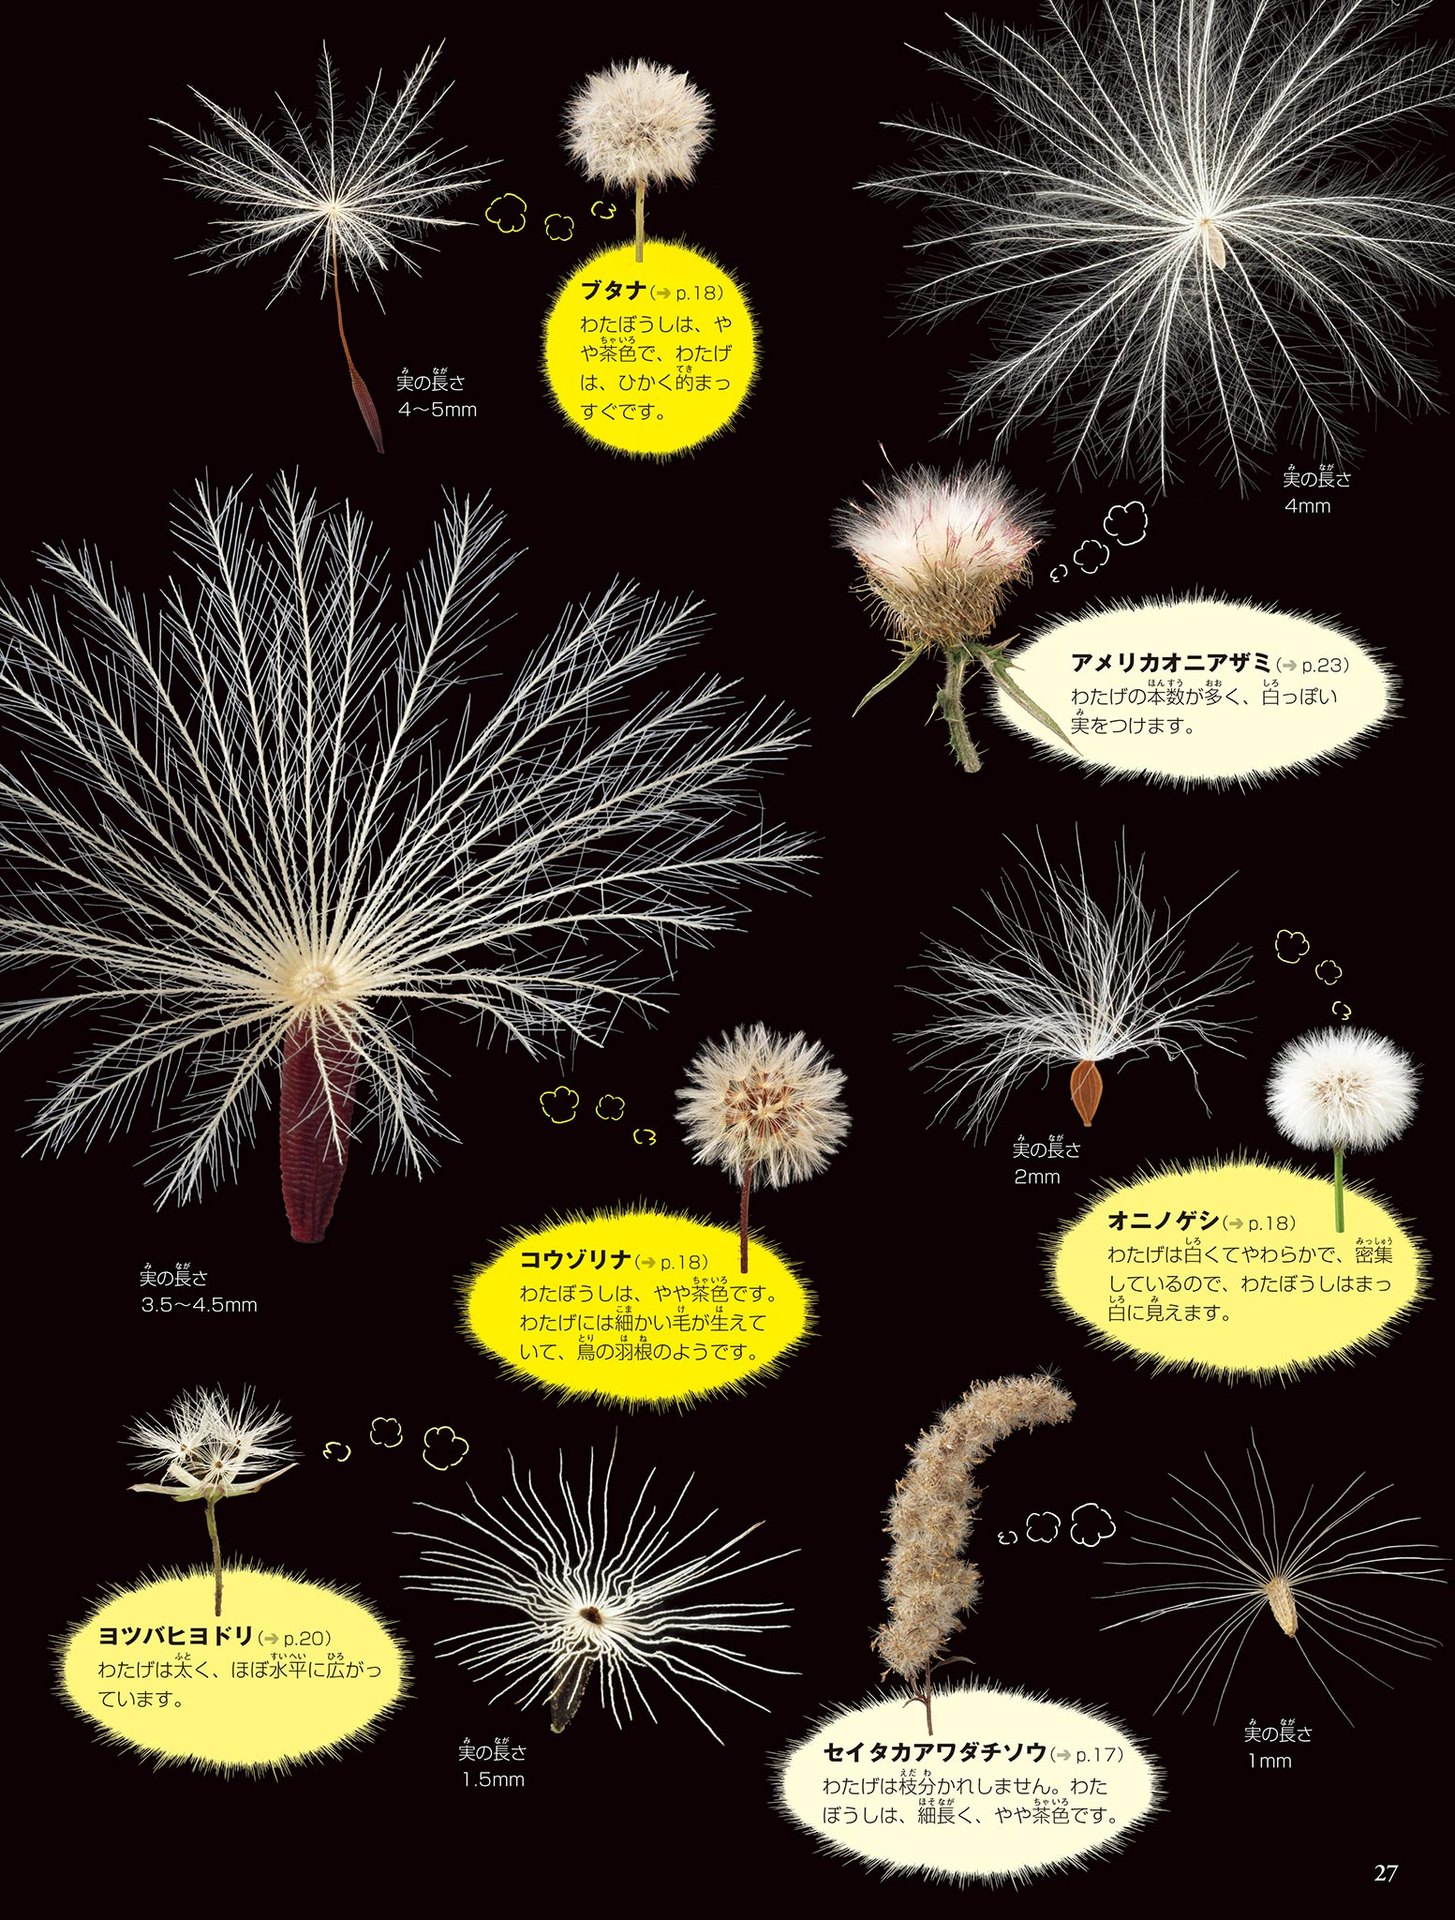 ブタナ(→ p.18)
わたぼうしは、や
や茶色で、わたげ
は、ひかく的まっ
すぐです。
実の長さ
4〜5mm
実の長さ
4mm
アメリカオニアザミ(→ p.23)
わたげの本数が多く、白っぽい
実をつけます。
実の長さ
2mm
オニノゲシ(→ p.18)
わたげは白くてやわらかで、密集
しているので、わたぼうしはまっ
白に見えます。
実の長さ
3.5〜4.5mm
コウゾリナ(→ p.18)
わたぼうしは、やや茶色です。
わたげには細かい毛が生えて
いて、鳥の羽根のようです。
ヨツバヒヨドリ(→ p.20)
わたげは太く、ほぼ水平に広がっ
ています。
実の長さ
1.5mm
セイタカアワダチソウ(→ p.17)
わたげは枝分かれしません。わた
ぼうしは、細長く、やや茶色です。
実の長さ
1mm
27